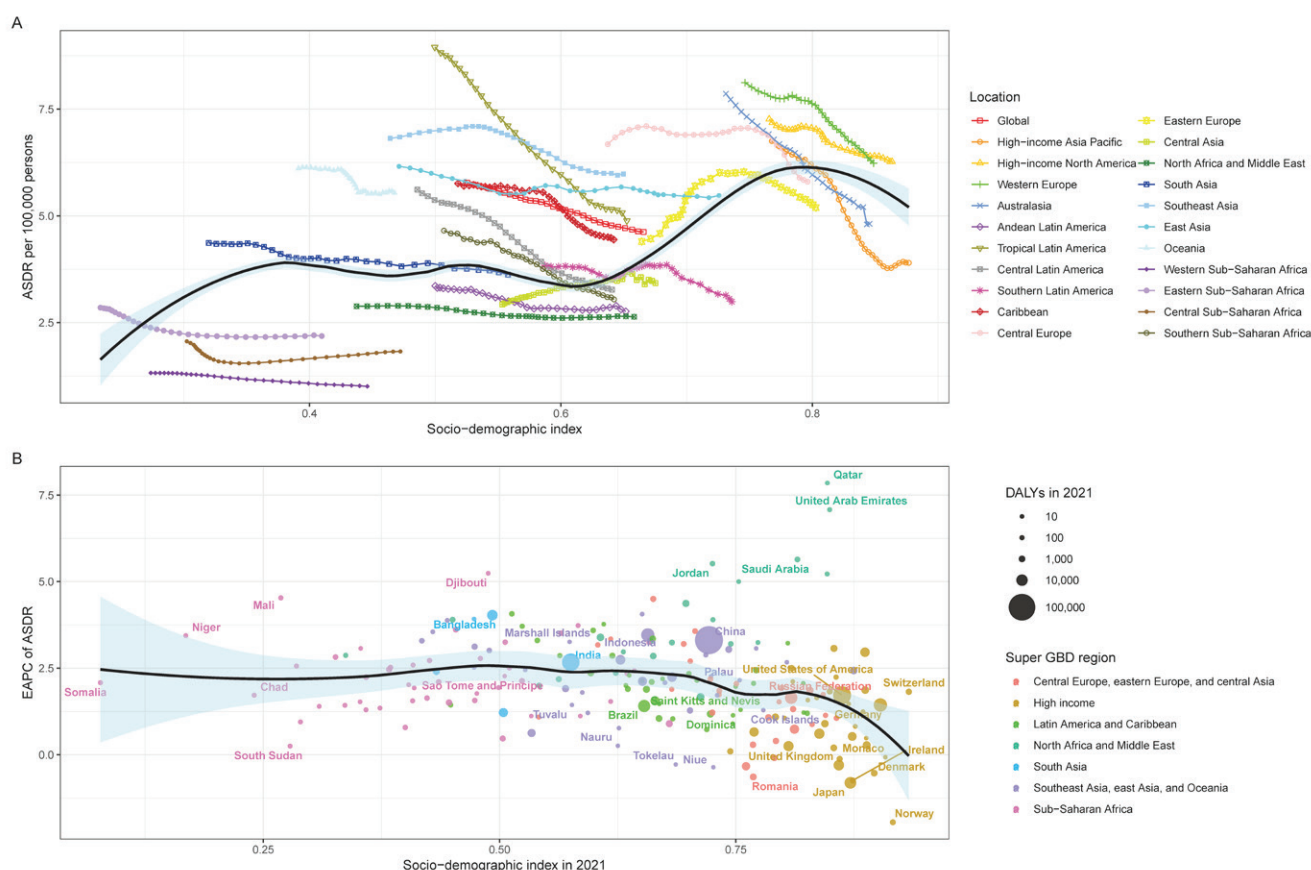 A
7.5
5.0
2.5
ASDR per 100,000 persons
0.4
0.6
0.8
Socio−demographic index
Location
Global
High−income Asia Pacific
High−income North America
Western Europe
Australasia
Andean Latin America
Tropical Latin America
Central Latin America
Southern Latin America
Caribbean
Central Europe
Eastern Europe
Central Asia
North Africa and Middle East
South Asia
Southeast Asia
East Asia
Oceania
Western Sub−Saharan Africa
Eastern Sub−Saharan Africa
Central Sub−Saharan Africa
Southern Sub−Saharan Africa
B
7.5
5.0
2.5
0.0
EAPC of ASDR
Qatar
United Arab Emirates
Jordan
Saudi Arabia
Djibouti
Mali
Niger
Bangladesh
Marshall Islands
Indonesia
China
India
Somalia
Chad
Sao Tome and Principe
Palau
United States of America
Switzerland
Russian Federation
Saint Kitts and Nevis
Brazil
Tuvalu
Dominica
Cook Islands
Germany
Nauru
South Sudan
Tokelau
Niue
United Kingdom
Monaco
Ireland
Denmark
Romania
Japan
Norway
0.25
0.50
0.75
Socio−demographic index in 2021
DALYs in 2021
10
100
1,000
10,000
100,000
Super GBD region
Central Europe, eastern Europe, and central Asia
High income
Latin America and Caribbean
North Africa and Middle East
South Asia
Southeast Asia, east Asia, and Oceania
Sub−Saharan Africa